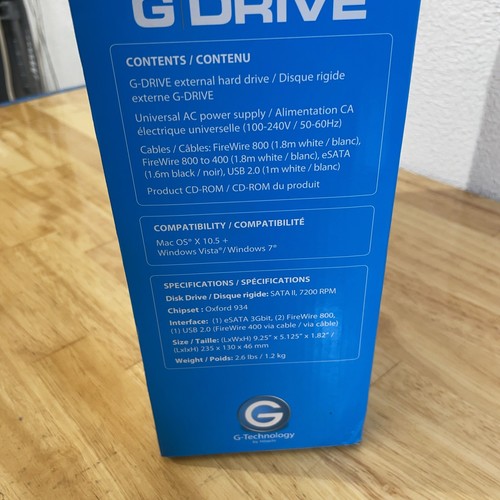 G DRIVE
CONTENTS / CONTENU
G-DRIVE external hard drive / Disque rigide
externe G-DRIVE
Universal AC power supply / Alimentation CA
électrique universelle (100-240V / 50-60Hz)
Cables / Câbles: FireWire 800 (1.8m white / blanc),
FireWire 800 to 400 (1.8m white / blanc), eSATA
(1.6m black / noir), USB 2.0 (1m white / blanc)
Product CD-ROM / CD-ROM du produit
COMPATIBILITY / COMPATIBILITÉ
Mac OS® X 10.5 +
Windows Vista®/ Windows 7®
SPECIFICATIONS / SPÉCIFICATIONS
Disk Drive / Disque rigide: SATA II, 7200 RPM
Chipset : Oxford 934
Interface: (1) eSATA 3Gbit, (2) FireWire 800,
(1) USB 2.0 (FireWire 400 via cable / via câble)
Size / Taille: (LxWxH) 9.25" x 5.125" x 1.82" /
(LxlxH) 235 x 130 x 46 mm
Weight / Poids: 2.6 lbs / 1.2 kg
G
G-Technology
by Hitachi